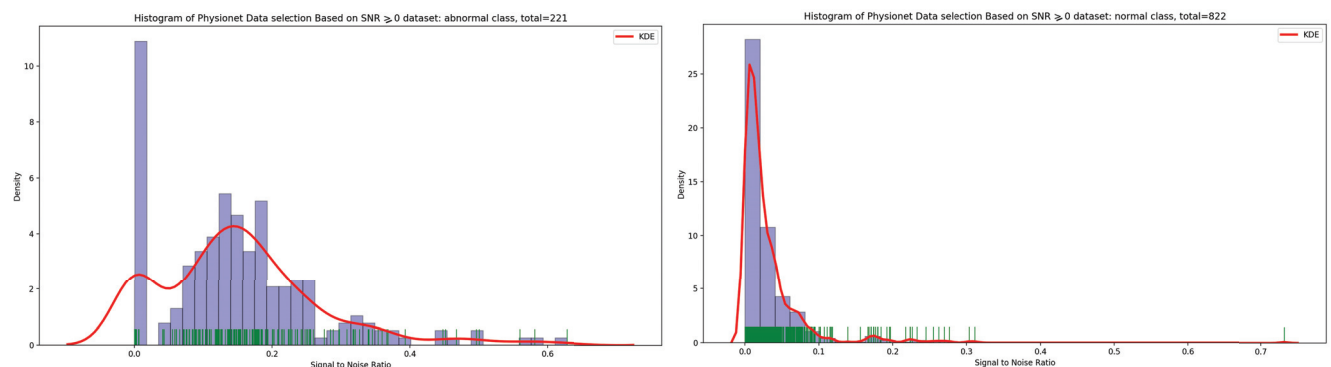 Histogram of Physionet Data selection Based on SNR ⩾ 0 dataset: abnormal class, total=221
KDE
10
8
6
4
2
0
Density
0.0 0.2 0.4 0.6
Signal to Noise Ratio
Histogram of Physionet Data selection Based on SNR ⩾ 0 dataset: normal class, total=822
KDE
25
20
15
10
5
0
Density
0.0 0.1 0.2 0.3 0.4 0.5 0.6 0.7
Signal to Noise Ratio